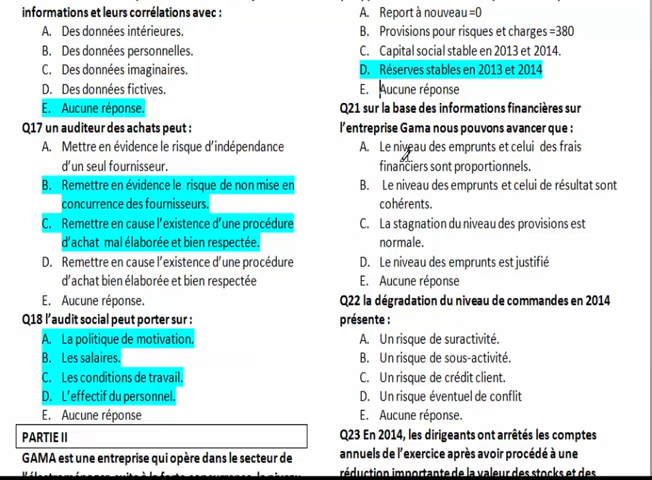 informations et leurs corrélations avec :
A. Des données intérieures.
B. Des données personnelles.
C. Des données imaginaires.
D. Des données fictives.
E. Aucune réponse.
Q17 un auditeur des achats peut :
A. Mettre en évidence le risque d'indépendance
d'un seul fournisseur.
B. Remettre en évidence le risque de non mise en
concurrence des fournisseurs.
C. Remettre en cause l'existence d'une procédure
d'achat mal élaborée et bien respectée.
D. Remettre en cause l'existence d'une procédure
d'achat bien élaborée et bien respectée
E. Aucune réponse.
Q18 l'audit social peut porter sur :
A. La politique de motivation.
B. Les salaires.
C. Les conditions de travail.
D. L'effectif du personnel.
E. Aucune réponse
PARTIE II
GAMA est une entreprise qui opère dans le secteur de
A. Report à nouveau =0
B. Provisions pour risques et charges =380
C. Capital social stable en 2013 et 2014.
D. Réserves stables en 2013 et 2014
E. Aucune réponse
Q21 sur la base des informations financières sur
l'entreprise Gama nous pouvons avancer que :
A. Le niveau des emprunts et celui des frais
financiers sont proportionnels.
B. Le niveau des emprunts et celui de résultat sont
cohérents.
C. La stagnation du niveau des provisions est
normale.
D. Le niveau des emprunts est justifié
E. Aucune réponse
Q22 la dégradation du niveau de commandes en 2014
présente :
A. Un risque de suractivité.
B. Un risque de sous-activité.
C. Un risque de crédit client.
D. Un risque éventuel de conflit
E. Aucune réponse.
Q23 En 2014, les dirigeants ont arrêtés les comptes
annuels de l'exercice après avoir procédé à une
réduction importante de la valeur des stocks et des